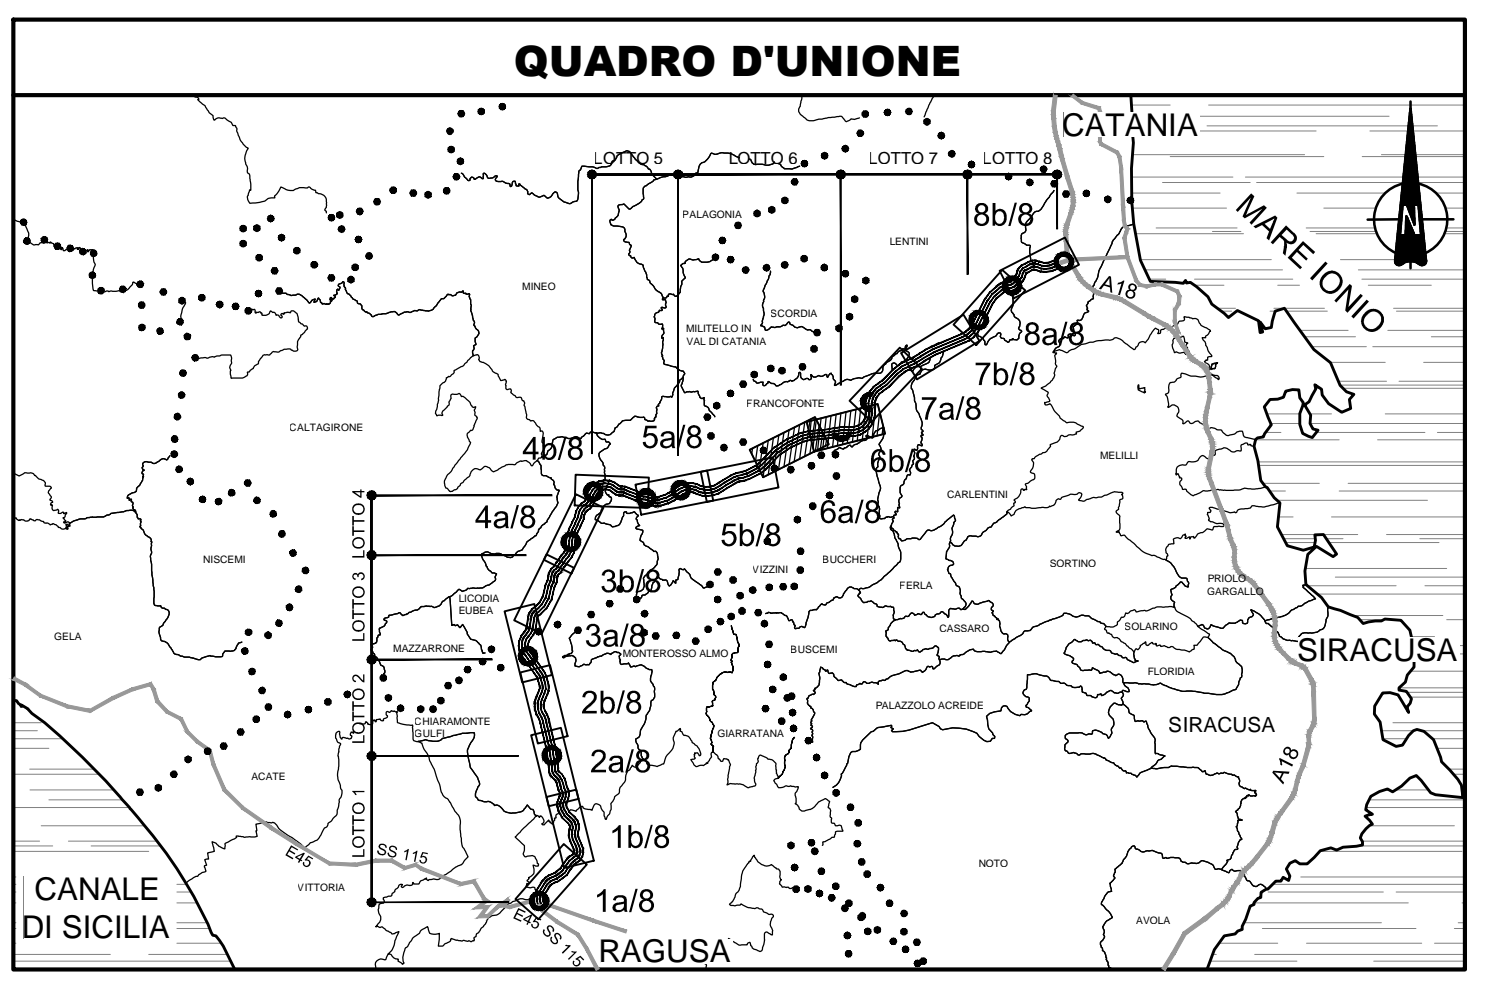 QUADRO D'UNIONE
CATANIA
LOTTO 5
LOTTO 6
LOTTO 7
LOTTO 8
N
MARE IONIO
PALAGONIA
8b/8
LENTINI
MINEO
A18
SCORDIA
MILITELLO IN
VAL DI CATANIA
8a/8
7b/8
FRANCOFONTE
7a/8
CALTAGIRONE
4b/8
5a/8
6b/8
MELILLI
CARLENTINI
LOTTO 4
4a/8
6a/8
5b/8
NISCEMI
VIZZINI
BUCCHERI
SORTINO
FERLA
3b/8
PRIOLO
GARGALLO
LOTTO 3
LICODIA
EUBEA
GELA
3a/8
CASSARO
SOLARINO
MAZZARRONE
MONTEROSSO ALMO
BUSCEMI
SIRACUSA
FLORIDIA
LOTTO 2
2b/8
PALAZZOLO ACREIDE
CHIARAMONTE
GULFI
GIARRATANA
SIRACUSA
2a/8
A18
ACATE
LOTTO 1
1b/8
E45
SS 115
NOTO
VITTORIA
CANALE
DI SICILIA
1a/8
E45 SS 115
AVOLA
RAGUSA